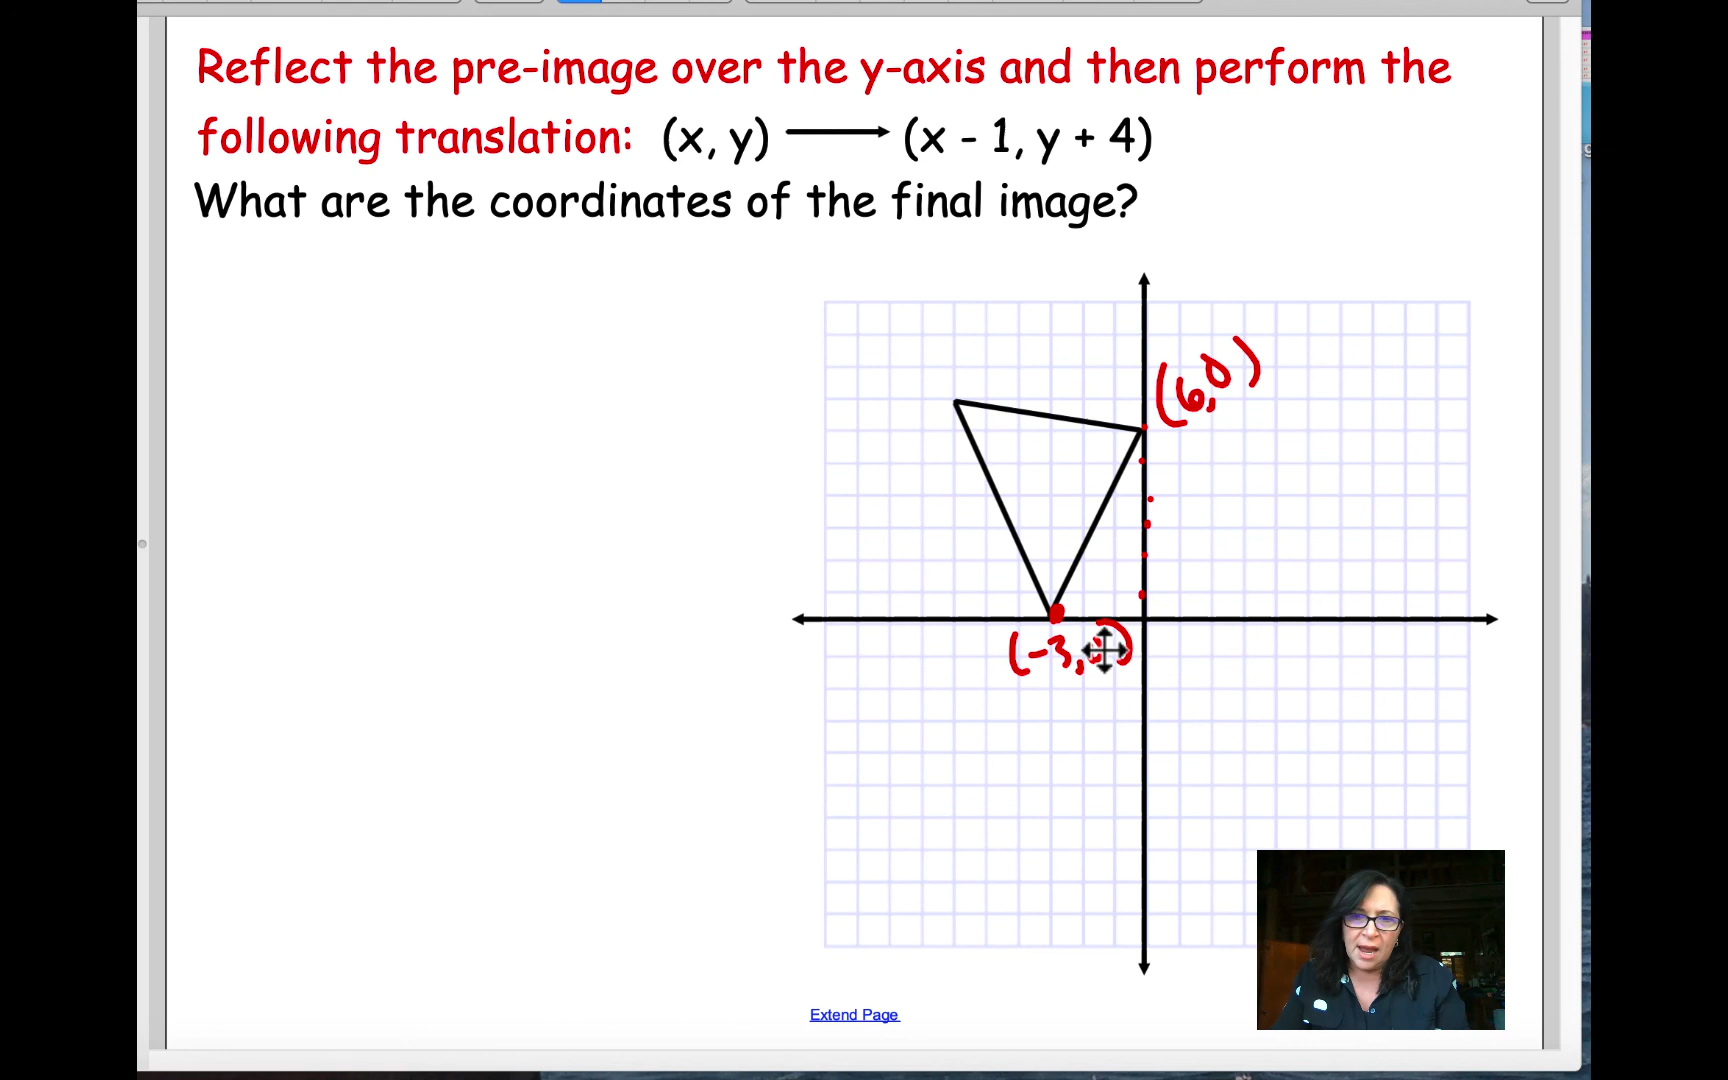 Reflect the pre-image over the y-axis and then perform the
following translation: (x, y) ⟶ (x - 1, y + 4)
What are the coordinates of the final image?
(6,0)
(-3,
Extend Page